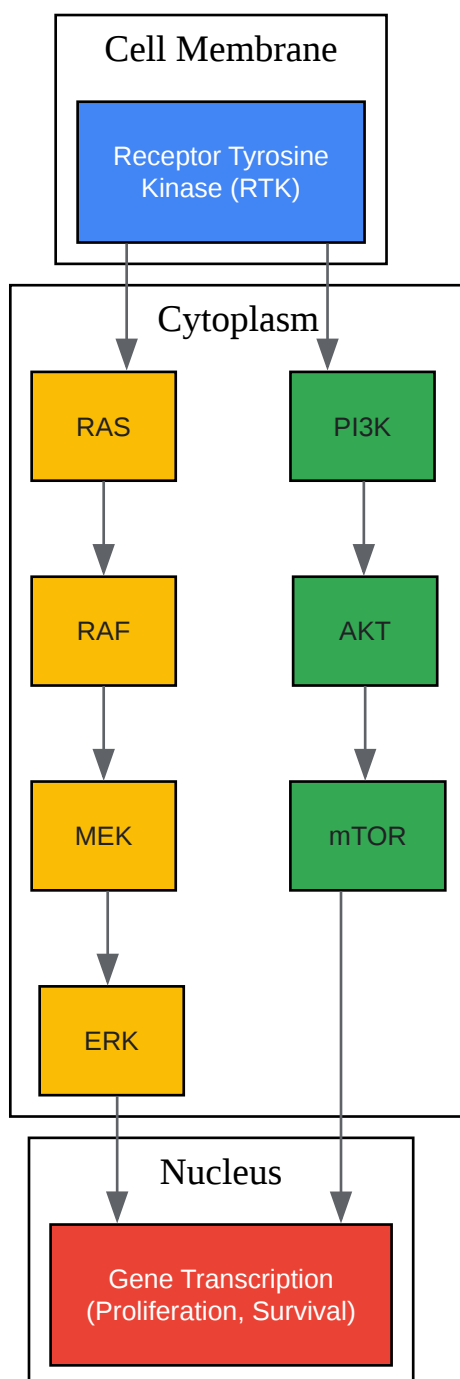 Cell Membrane
Receptor Tyrosine
Kinase (RTK)
Cytoplasm
RAS
PI3K
RAF
AKT
MEK
mTOR
ERK
Nucleus
Gene Transcription
(Proliferation, Survival)